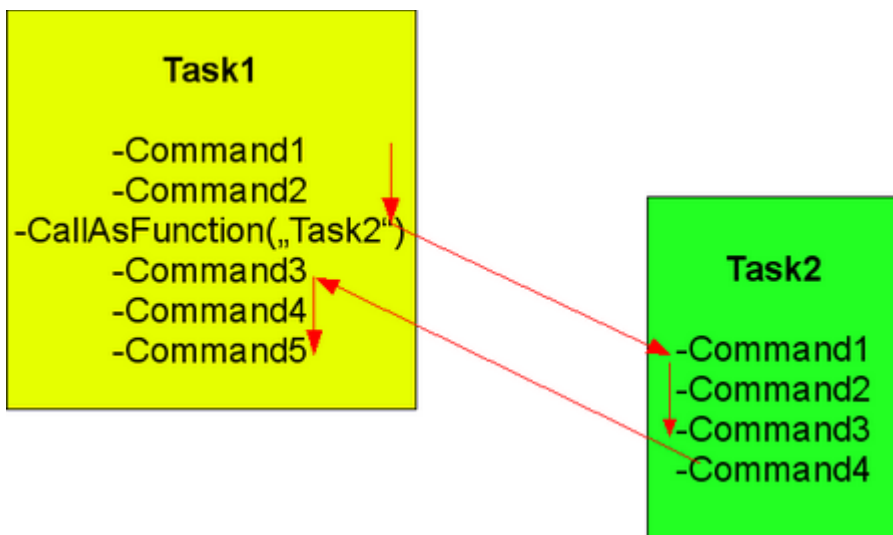 Task1
-Command1
-Command2
-CallAsFunction(„Task2“)
-Command3
-Command4
-Command5
Task2
-Command1
-Command2
-Command3
-Command4